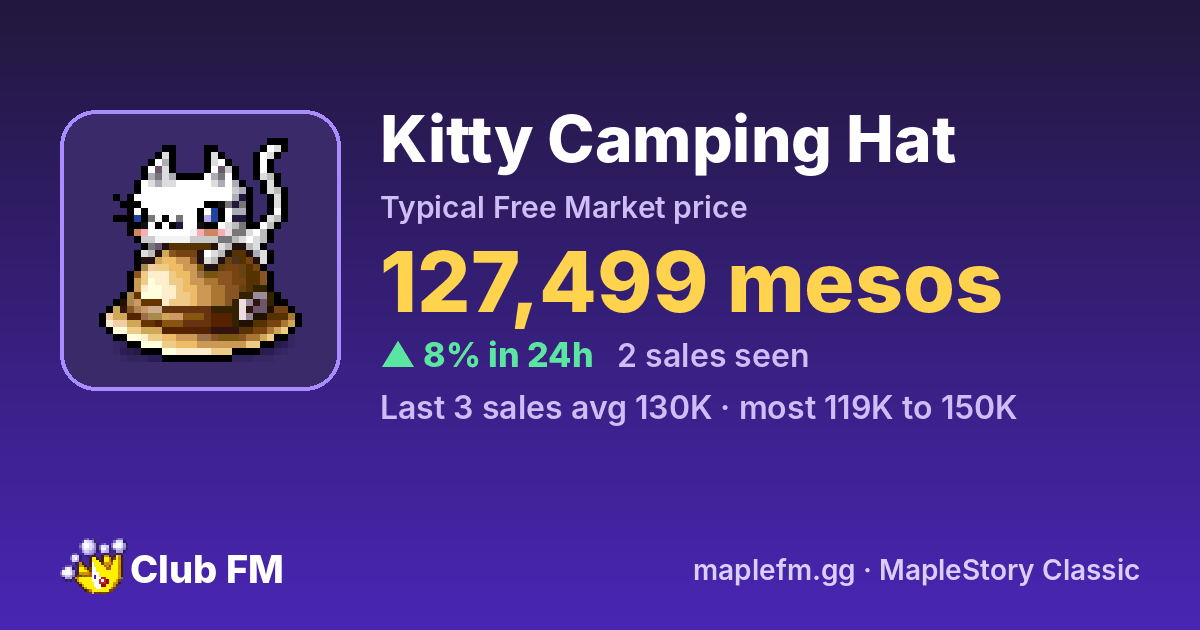 Kitty Camping Hat
Typical Free Market price
127,499 mesos
▲ 8% in 24h 2 sales seen
Last 3 sales avg 130K · most 119K to 150K
Club FM
maplefm.gg · MapleStory Classic